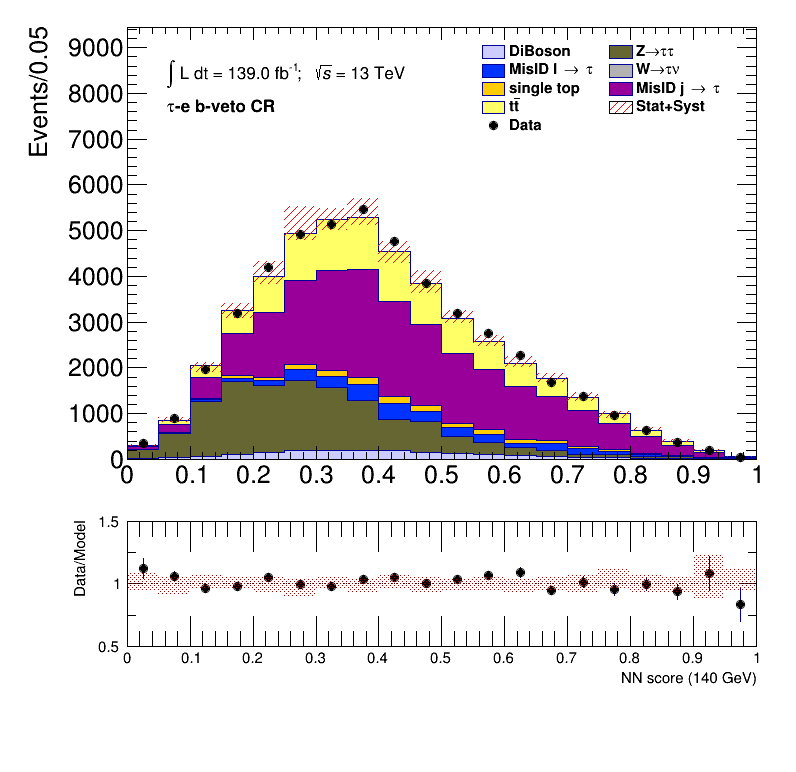 Events/0.05
9000
8000
7000
6000
5000
4000
3000
2000
1000
0
∫ L dt = 139.0 fb⁻¹; √s = 13 TeV
τ-e b-veto CR
DiBoson
MisID l → τ
single top
tt̄
Data
Z→ττ
W→τν
MisID j → τ
Stat+Syst
0 0.1 0.2 0.3 0.4 0.5 0.6 0.7 0.8 0.9 1
Data/Model
1.5
1
0.5
0 0.1 0.2 0.3 0.4 0.5 0.6 0.7 0.8 0.9 1
NN score (140 GeV)